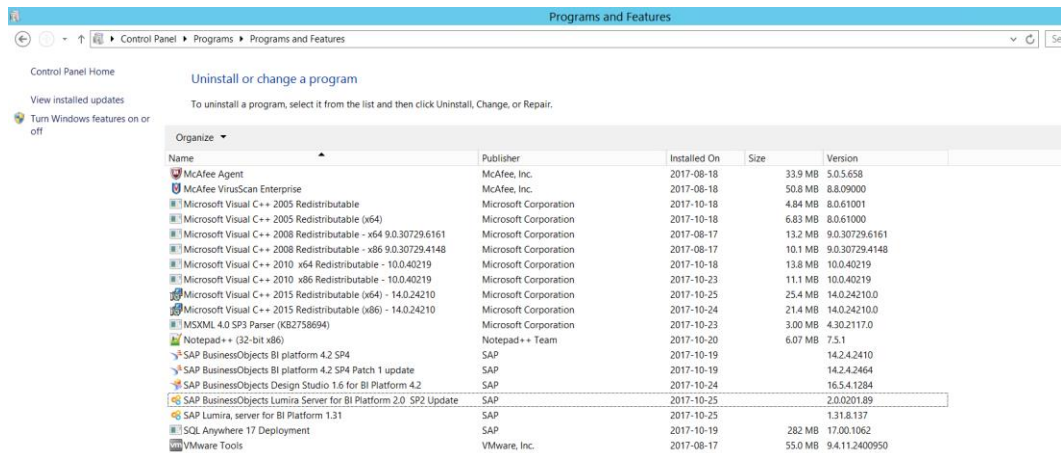 Programs and Features
Control Panel Programs Programs and Features
Se
Control Panel Home
View installed updates
Turn Windows features on or off
Uninstall or change a program
To uninstall a program, select it from the list and then click Uninstall, Change, or Repair.
Organize
Name Publisher Installed On Size Version
McAfee Agent McAfee, Inc. 2017-08-18 33.9 MB 5.0.5.658
McAfee VirusScan Enterprise McAfee, Inc. 2017-08-18 50.8 MB 8.8.09000
Microsoft Visual C++ 2005 Redistributable Microsoft Corporation 2017-10-18 4.84 MB 8.0.61001
Microsoft Visual C++ 2005 Redistributable (x64) Microsoft Corporation 2017-10-18 6.83 MB 8.0.61000
Microsoft Visual C++ 2008 Redistributable - x64 9.0.30729.6161 Microsoft Corporation 2017-08-17 13.2 MB 9.0.30729.6161
Microsoft Visual C++ 2008 Redistributable - x86 9.0.30729.4148 Microsoft Corporation 2017-08-17 10.1 MB 9.0.30729.4148
Microsoft Visual C++ 2010 x64 Redistributable - 10.0.40219 Microsoft Corporation 2017-10-18 13.8 MB 10.0.40219
Microsoft Visual C++ 2010 x86 Redistributable - 10.0.40219 Microsoft Corporation 2017-10-23 11.1 MB 10.0.40219
Microsoft Visual C++ 2015 Redistributable (x64) - 14.0.24210 Microsoft Corporation 2017-10-25 25.4 MB 14.0.24210.0
Microsoft Visual C++ 2015 Redistributable (x86) - 14.0.24210 Microsoft Corporation 2017-10-24 21.4 MB 14.0.24210.0
MSXML 4.0 SP3 Parser (KB2758694) Microsoft Corporation 2017-10-23 3.00 MB 4.30.2117.0
Notepad++ (32-bit x86) Notepad++ Team 2017-10-20 6.07 MB 7.5.1
SAP BusinessObjects BI platform 4.2 SP4 SAP 2017-10-19 14.2.4.2410
SAP BusinessObjects BI platform 4.2 SP4 Patch 1 update SAP 2017-10-19 14.2.4.2464
SAP BusinessObjects Design Studio 1.6 for BI Platform 4.2 SAP 2017-10-24 16.5.4.1284
SAP BusinessObjects Lumira Server for BI Platform 2.0 SP2 Update SAP 2017-10-25 2.0.0201.89
SAP Lumira, server for BI Platform 1.31 SAP 2017-10-25 1.31.8.137
SQL Anywhere 17 Deployment SAP 2017-10-19 282 MB 17.00.1062
vm VMware Tools VMware, Inc. 2017-08-17 55.0 MB 9.4.11.2400950